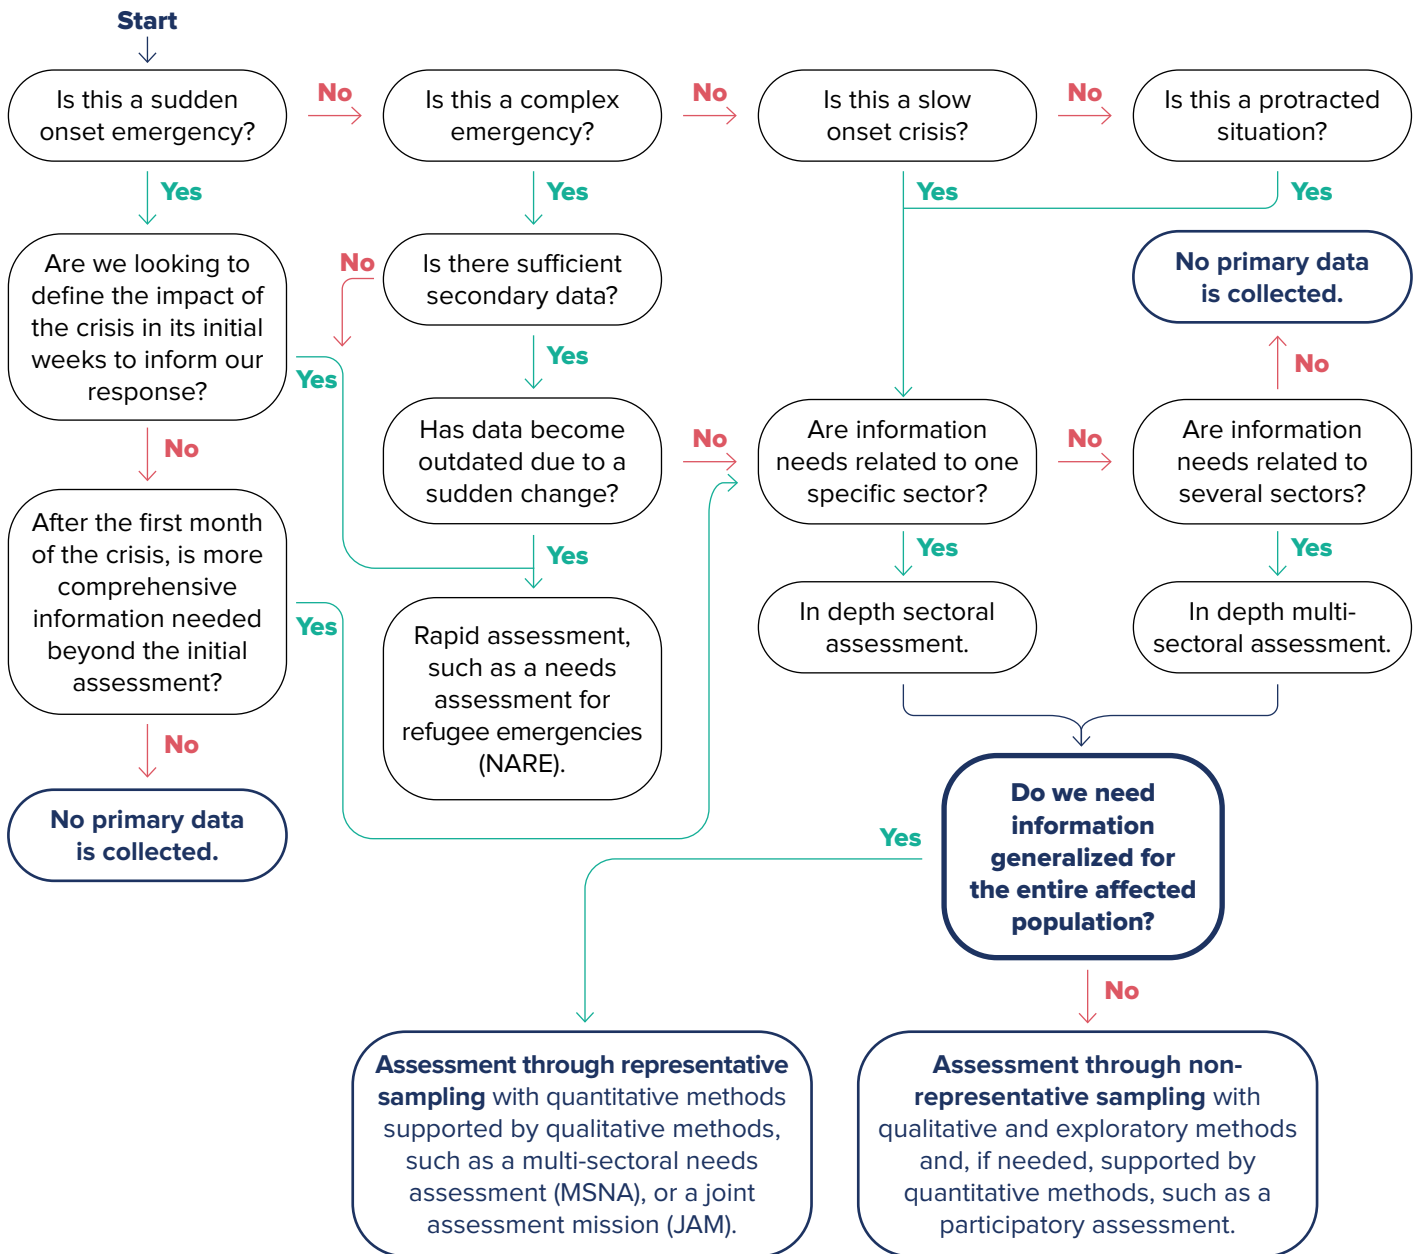 Start
Is this a sudden
onset emergency?
No
Is this a complex
emergency?
No
Is this a slow
onset crisis?
No
Is this a protracted
situation?
Yes
Yes
Yes
Yes
Are we looking to
define the impact of
the crisis in its initial
weeks to inform our
response?
No
Is there sufficient
secondary data?
No primary data
is collected.
Yes
Yes
No
No
Has data become
outdated due to a
sudden change?
No
Are information
needs related to one
specific sector?
No
Are information
needs related to
several sectors?
After the first month
of the crisis, is more
comprehensive
information needed
beyond the initial
assessment?
Yes
Yes
Yes
Yes
Rapid assessment,
such as a needs
assessment for
refugee emergencies
(NARE).
In depth sectoral
assessment.
In depth multi-
sectoral assessment.
No
No primary data
is collected.
Do we need
information
generalized for
the entire affected
population?
Yes
No
Assessment through representative
sampling with quantitative methods
supported by qualitative methods,
such as a multi-sectoral needs
assessment (MSNA), or a joint
assessment mission (JAM).
Assessment through non-
representative sampling with
qualitative and exploratory methods
and, if needed, supported by
quantitative methods, such as a
participatory assessment.